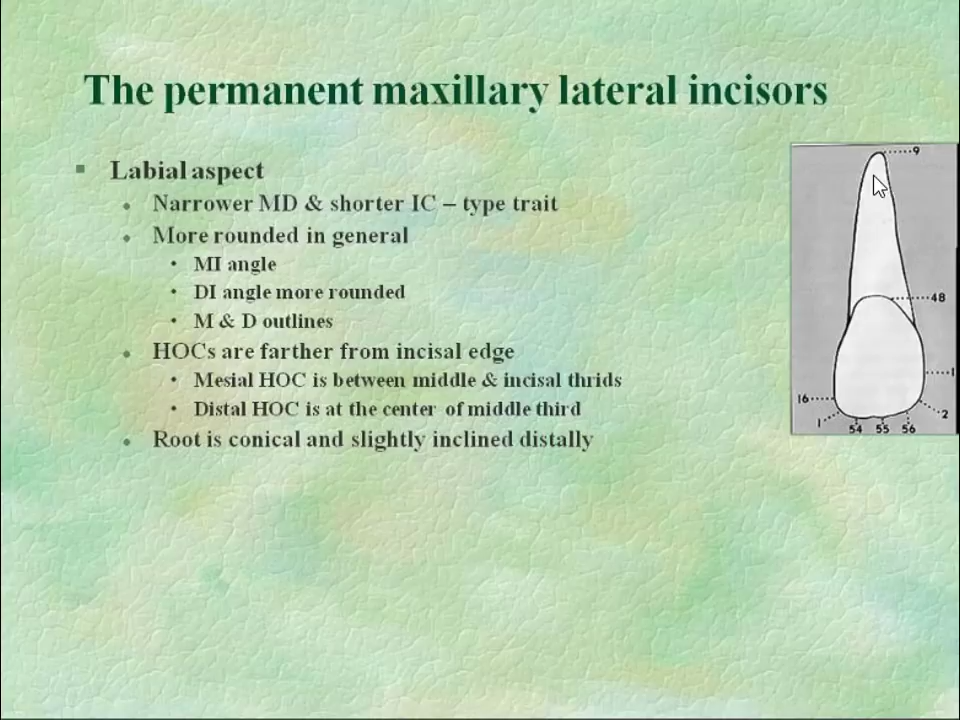 The permanent maxillary lateral incisors
Labial aspect
Narrower MD & shorter IC – type trait
More rounded in general
MI angle
DI angle more rounded
M & D outlines
HOCs are farther from incisal edge
Mesial HOC is between middle & incisal thrids
Distal HOC is at the center of middle third
Root is conical and slightly inclined distally
9
48
1
16
1
54
55
56
2